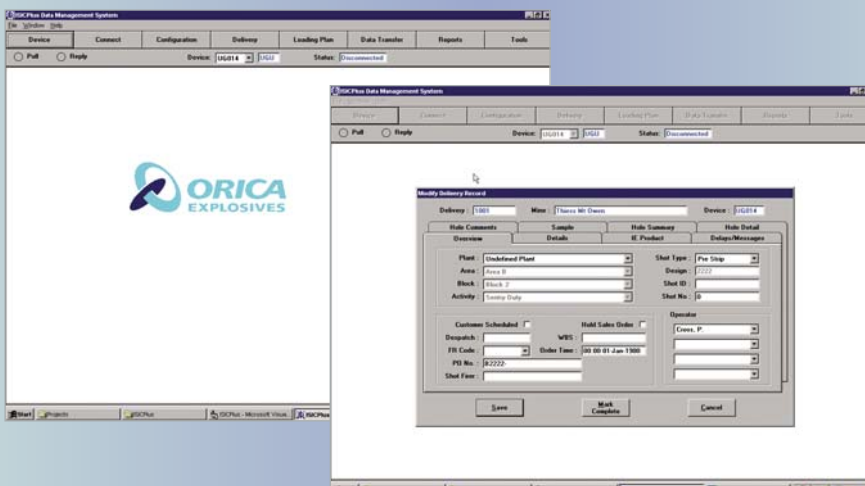 ISICPlus Data Management System
File Window Help
Device Connect Configuration Delivery Loading Plan Data Transfer Reports Tools
Poll Reply Device: UG014 UGU Status: Disconnected
ORICA
EXPLOSIVES
Start Projects ISICPlus ISICPlus - Microsoft Visua... ISICPlus
ISICPlus Data Management System
Device Connect Configuration Delivery Loading Plan Data Transfer Reports Tools
Poll Reply Device: UG014 UGU Status: Disconnected
Modify Delivery Record
Delivery : 1001 Mine : Thiess Mt Owen Device : UG014
Hole Comments Sample Hole Summary Hole Detail
Overview Details IE Product Delays/Messages
Plant : Undefined Plant Shot Type : Pre Strip
Area : Area B Design : 2222
Block : Block 2 Shot ID :
Activity : Sentry Duty Shot No. : 0
Customer Scheduled Hold Sales Order Operator
Despatch : WBS : Cross, P.
FR Code : Order Time : 00:00 01-Jan-1900
PO No. : B2222-
Shot Firer :
Save Mark Complete Cancel